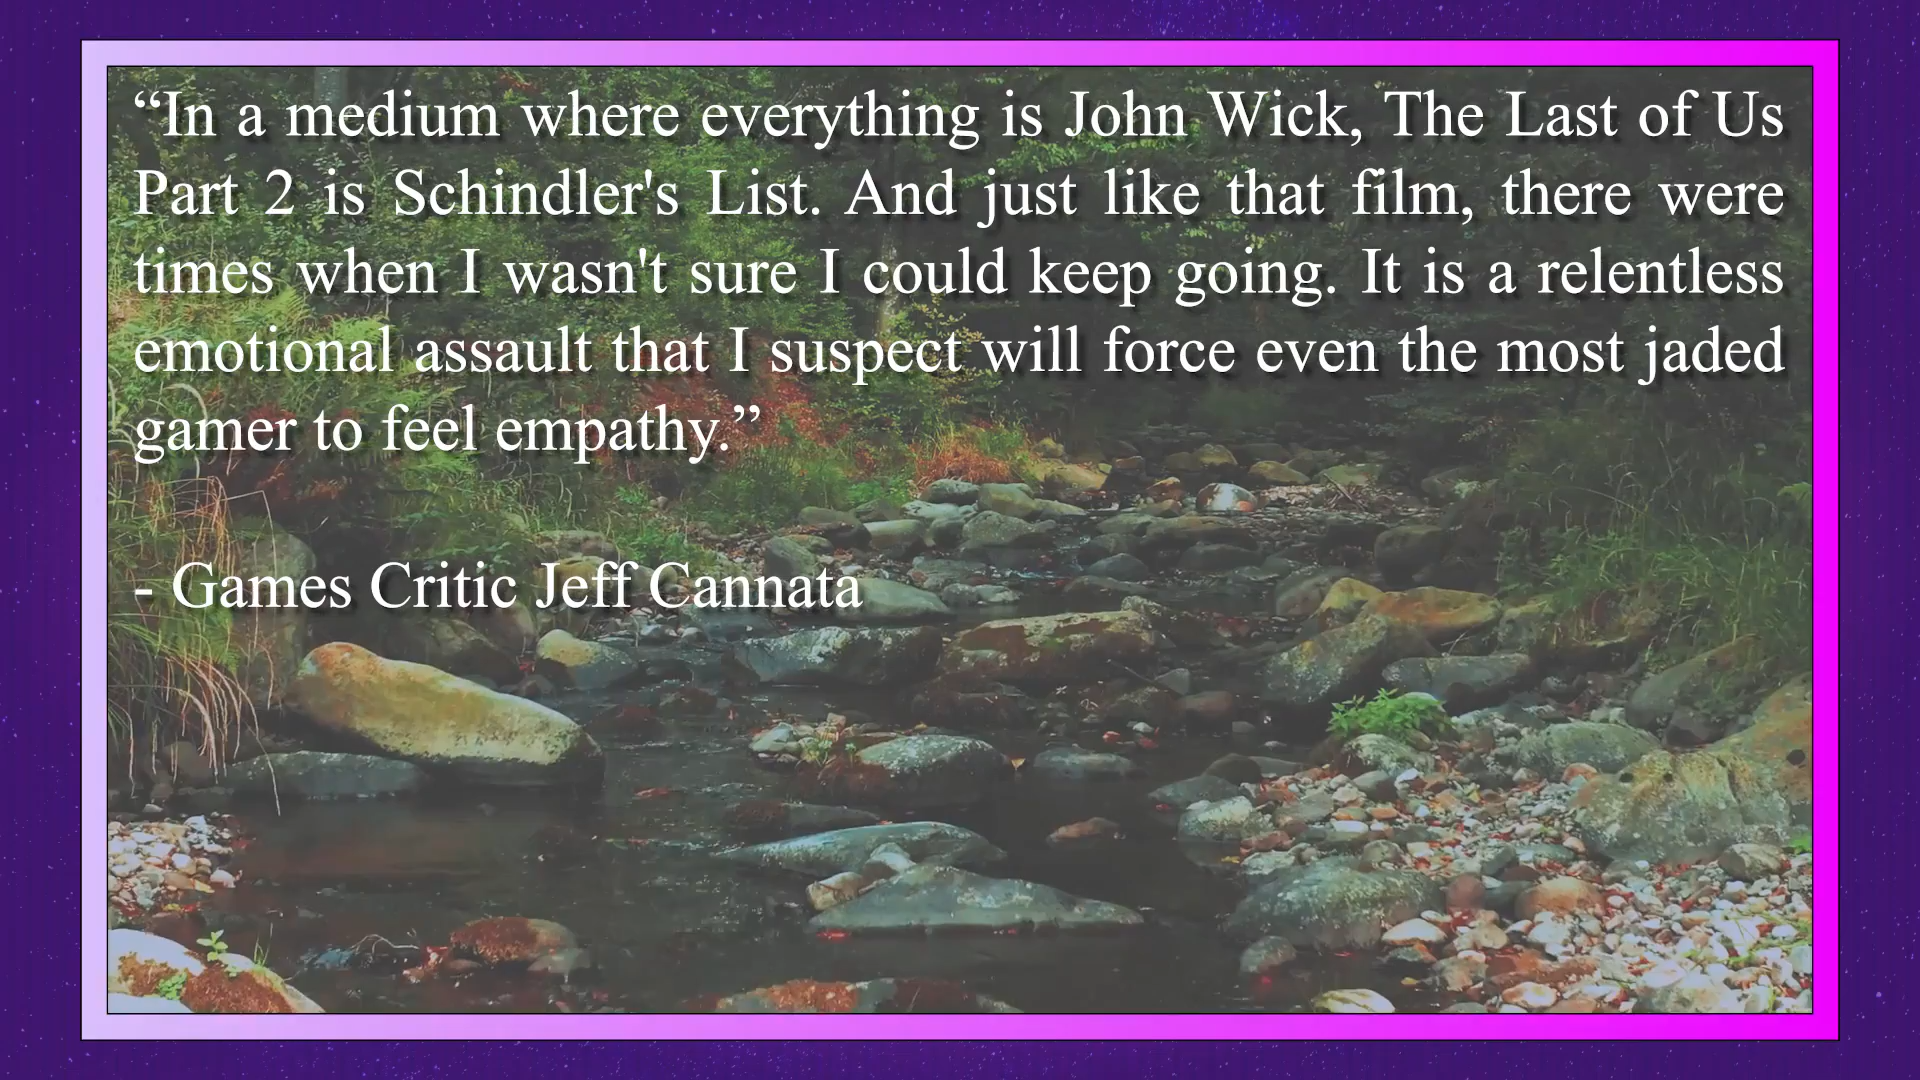 “In a medium where everything is John Wick, The Last of Us
Part 2 is Schindler's List. And just like that film, there were
times when I wasn't sure I could keep going. It is a relentless
emotional assault that I suspect will force even the most jaded
gamer to feel empathy.”
- Games Critic Jeff Cannata